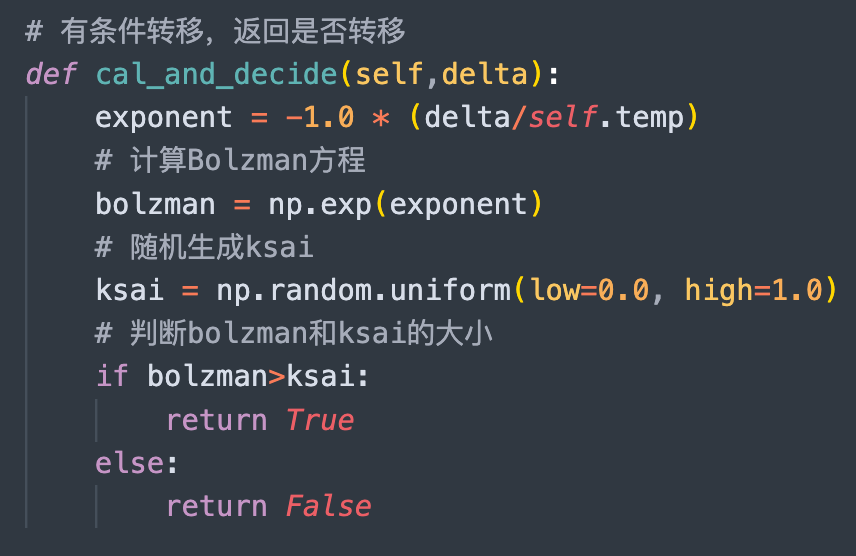 # 有条件转移，返回是否转移
def cal_and_decide(self,delta):
    exponent = -1.0 * (delta/self.temp)
    # 计算Bolzman方程
    bolzman = np.exp(exponent)
    # 随机生成ksai
    ksai = np.random.uniform(low=0.0, high=1.0)
    # 判断bolzman和ksai的大小
    if bolzman>ksai:
        return True
    else:
        return False